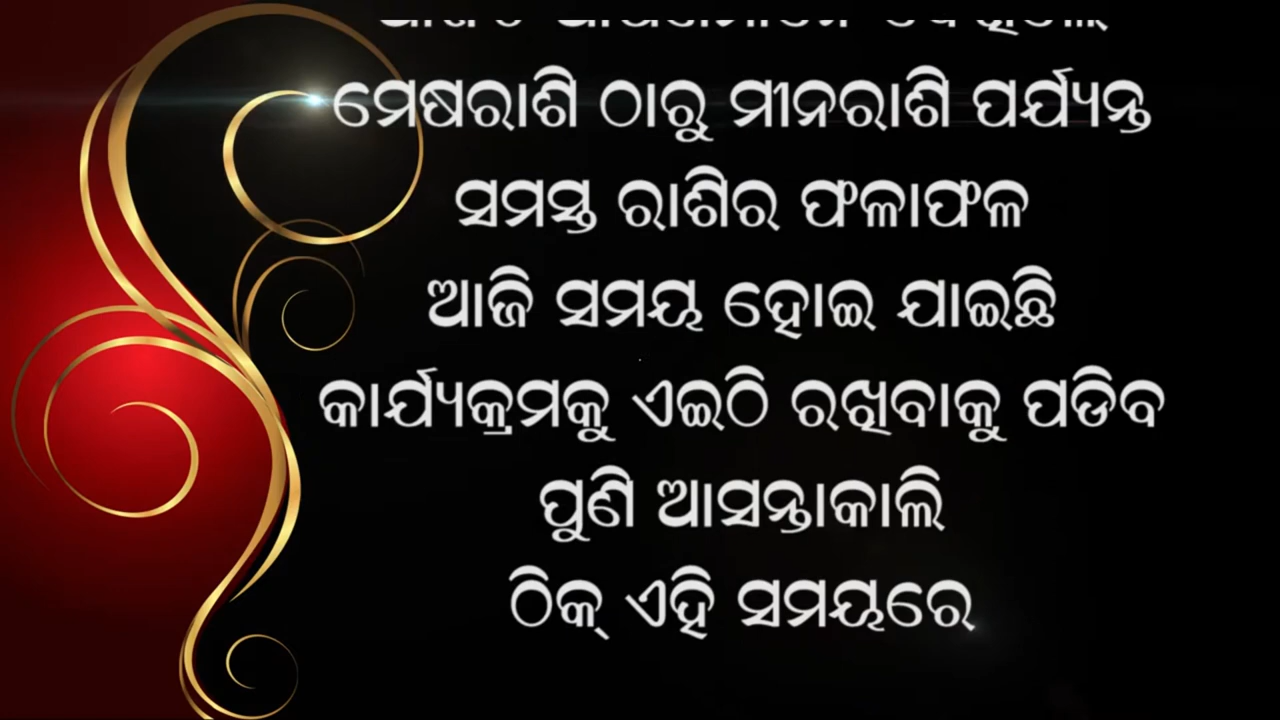 ମେଷରାଶି ଠାରୁ ମୀନରାଶି ପର୍ଯ୍ୟନ୍ତ
ସମସ୍ତ ରାଶିର ଫଳାଫଳ
ଆଜି ସମୟ ହୋଇ ଯାଇଛି
କାର୍ଯ୍ୟକ୍ରମକୁ ଏଇଠି ରଖିବାକୁ ପଡିବ
ପୁଣି ଆସନ୍ତାକାଲି
ଠିକ୍ ଏହି ସମୟରେ